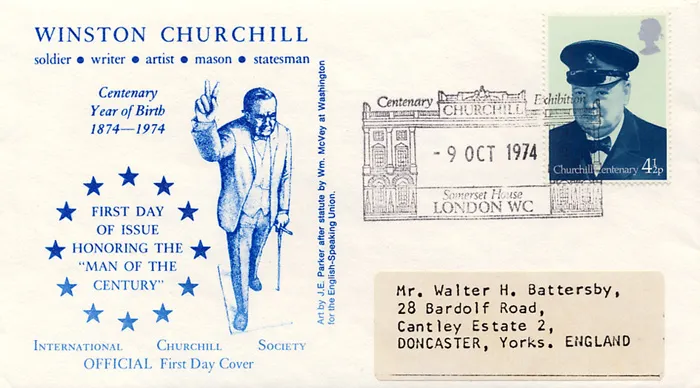 WINSTON CHURCHILL
soldier ● writer ● artist ● mason ● statesman
Centenary
Year of Birth
1874—1974
★ FIRST DAY ★
OF ISSUE
HONORING THE
"MAN OF THE
CENTURY"
INTERNATIONAL CHURCHILL SOCIETY
OFFICIAL First Day Cover
Art by J.E. Parker after statute by Wm. McVey at Washington
for the English-Speaking Union.
Centenary CHURCHILL Exhibition
- 9 OCT 1974
Somerset House
LONDON WC
Churchill Centenary 4½p
Mr. Walter H. Battersby,
28 Bardolf Road,
Cantley Estate 2,
DONCASTER, Yorks. ENGLAND